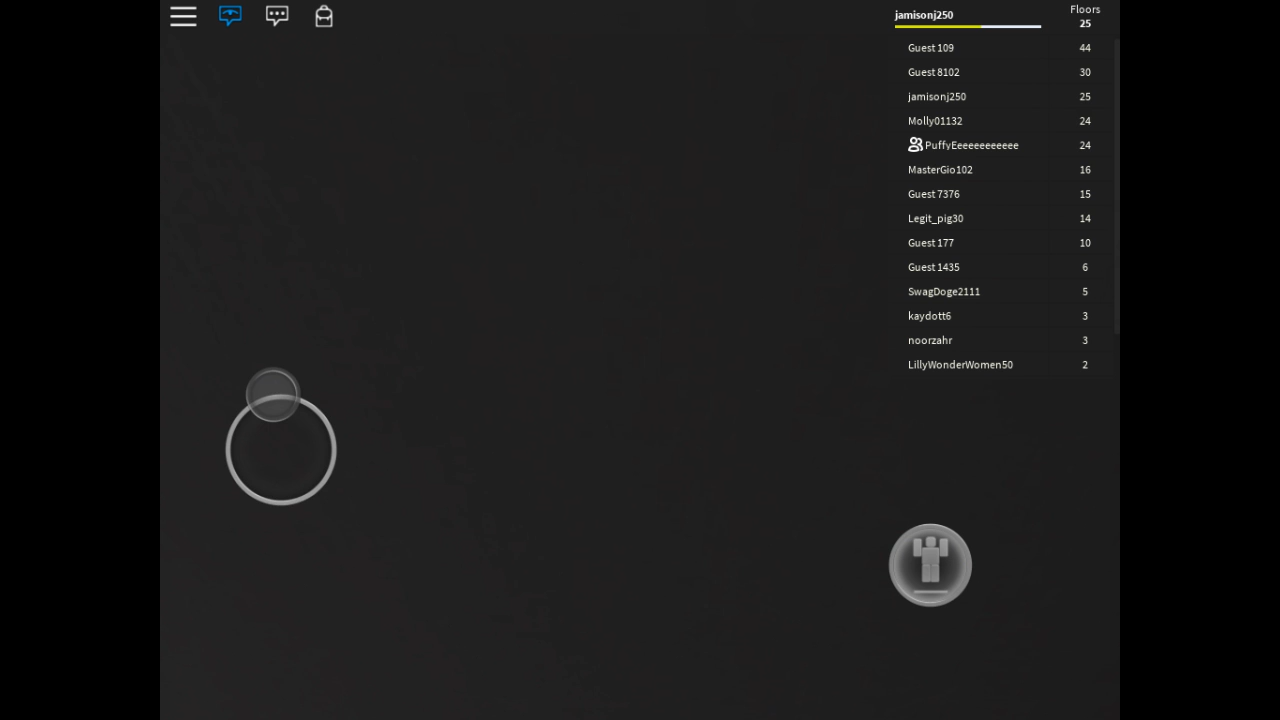 jamisonj250 Floors
25
Guest 109 44
Guest 8102 30
jamisonj250 25
Molly01132 24
PuffyEeeeeeeeeeee 24
MasterGio102 16
Guest 7376 15
Legit_pig30 14
Guest 177 10
Guest 1435 6
SwagDoge2111 5
kaydott6 3
noorzahr 3
LillyWonderWomen50 2